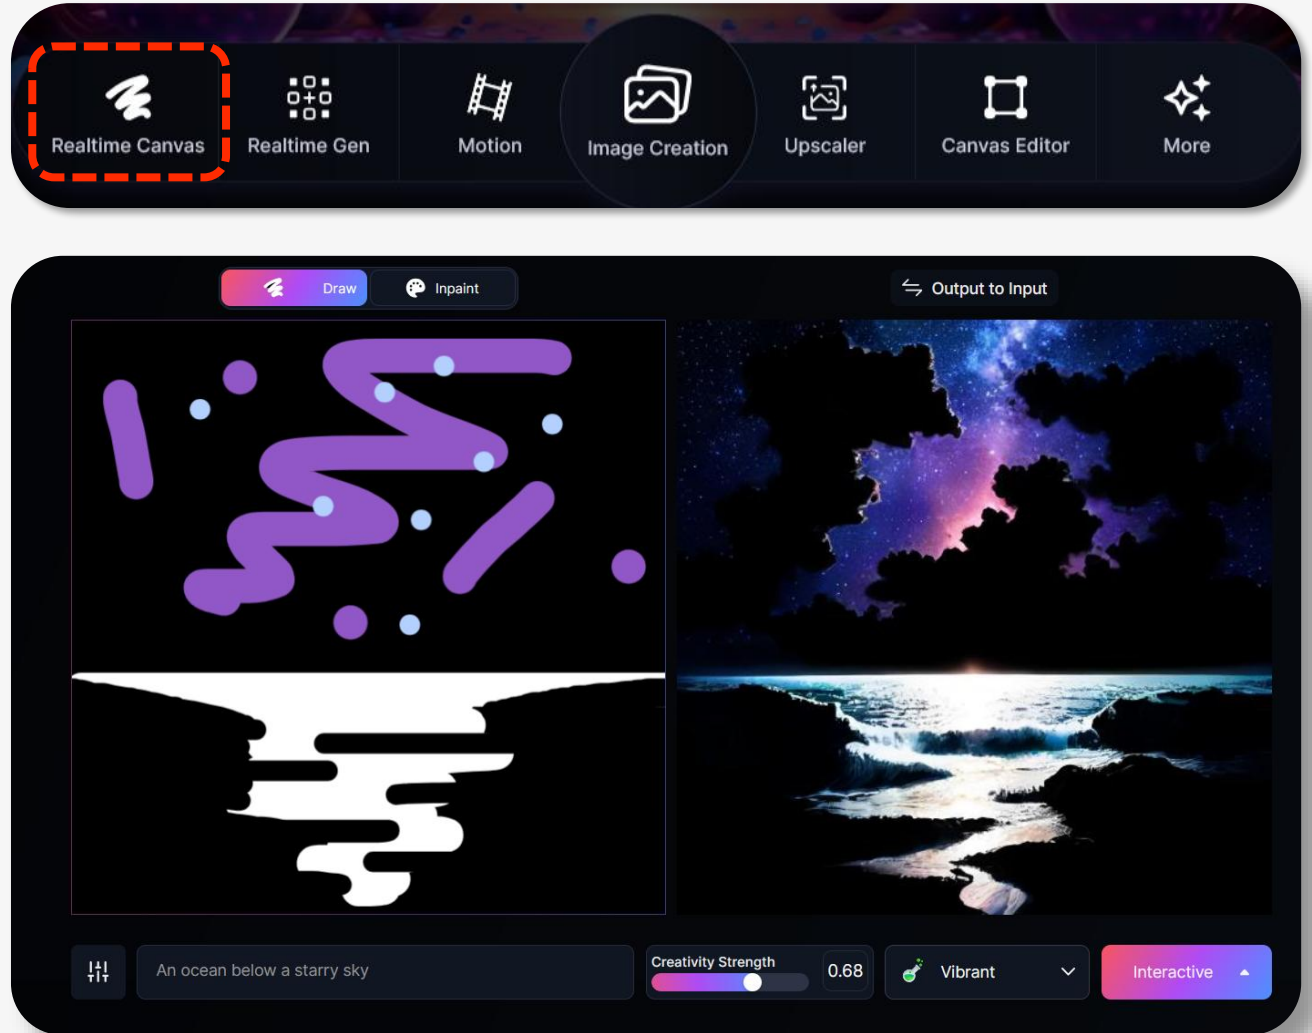 Realtime Canvas
Realtime Gen
Motion
Image Creation
Upscaler
Canvas Editor
More
Draw
Inpaint
Output to Input
An ocean below a starry sky
Creativity Strength
0.68
Vibrant
Interactive